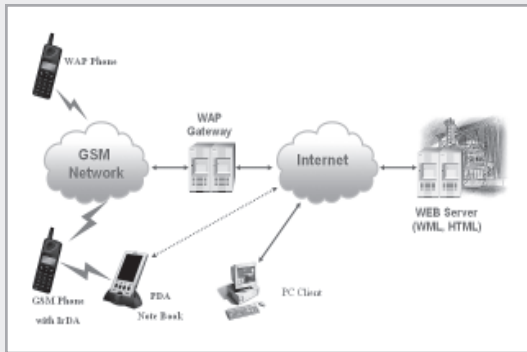 WAP Phone
WAP
Gateway
GSM
Network
Internet
WEB Server
(WML, HTML)
GSM Phone
with IrDA
PDA
Note Book
PC Client